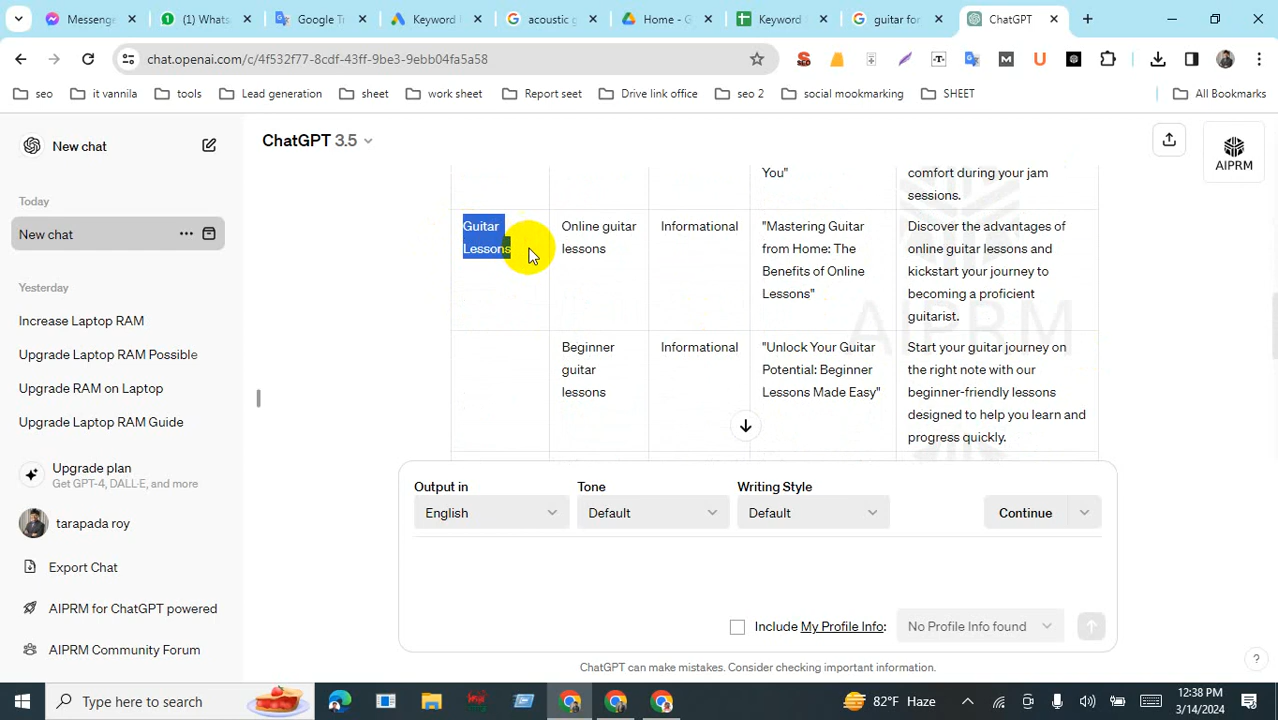 Messenge
(1) Whats
Google Tr
Keyword
acoustic g
Home - G
Keyword
guitar for
ChatGPT
chat.openai.com/c/4f532f77-8cdf-43ff-9be3-9ebb04fa5a58
seo
it vannila
tools
Lead generation
sheet
work sheet
Report seet
Drive link office
seo 2
social mookmarking
SHEET
All Bookmarks
New chat
ChatGPT 3.5
AIPRM
Today
New chat
Yesterday
Increase Laptop RAM
Upgrade Laptop RAM Possible
Upgrade RAM on Laptop
Upgrade Laptop RAM Guide
Upgrade plan
Get GPT-4, DALL-E, and more
tarapada roy
Export Chat
AIPRM for ChatGPT powered
AIPRM Community Forum
You"
comfort during your jam
sessions.
Guitar
Lessons
Online guitar
lessons
Informational
"Mastering Guitar
from Home: The
Benefits of Online
Lessons"
Discover the advantages of
online guitar lessons and
kickstart your journey to
becoming a proficient
guitarist.
AIPRM
Beginner
guitar
lessons
Informational
"Unlock Your Guitar
Potential: Beginner
Lessons Made Easy"
Start your guitar journey on
the right note with our
beginner-friendly lessons
designed to help you learn and
progress quickly.
Output in
Tone
Writing Style
English
Default
Default
Continue
Include My Profile Info:
No Profile Info found
ChatGPT can make mistakes. Consider checking important information.
?
Type here to search
82°F Haze
12:38 PM
3/14/2024